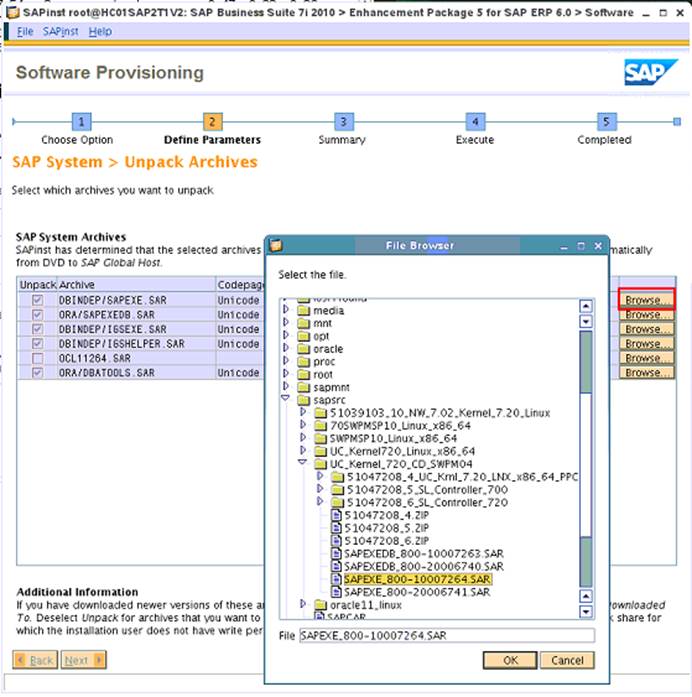 SAPinst root@HC01SAP2T1V2: SAP Business Suite 7i 2010 > Enhancement Package 5 for SAP ERP 6.0 > Software
File SAPinst Help
Software Provisioning
SAP
1 2 3 4 5
Choose Option Define Parameters Summary Execute Completed
SAP System > Unpack Archives
Select which archives you want to unpack
SAP System Archives
SAPinst has determined that the selected archives
matically
from DVD to SAP Global Host.
Unpack Archive Codepag
DBINDEP/SAPEXE.SAR Unicode Browse...
ORA/SAPEXEDB.SAR Unicode Browse...
DBINDEP/IGSEXE.SAR Unicode Browse...
DBINDEP/IGSHELPER.SAR Unicode Browse...
OCL11264.SAR Browse...
ORA/DBATOOLS.SAR Unicode Browse...
File Browser
Select the file.
media
mnt
opt
oracle
proc
root
sapmnt
sapsrc
51039103_10_NW_7.02_Kernel_7.20_Linux
70SWPMSP10_Linux_x86_64
SWPMSP10_Linux_x86_64
UC_Kernel720_Linux_x86_64
UC_Kernel_720_CD_SWPM04
51047208_4_UC_Krnl_7.20_LNX_x86_64_PPC
51047208_5_SL_Controller_700
51047208_6_SL_Controller_720
51047208_4.ZIP
51047208_5.ZIP
51047208_6.ZIP
SAPEXEDB_800-10007263.SAR
SAPEXEDB_800-20006740.SAR
SAPEXE_800-10007264.SAR
SAPEXE_800-20006741.SAR
oracle11_linux
SAPCAR
File SAPEXE_800-10007264.SAR
OK Cancel
Additional Information
If you have downloaded newer versions of these ar
ownloaded
To. Deselect Unpack for archives that you want to
k share for
which the installation user does not have write per
Back Next